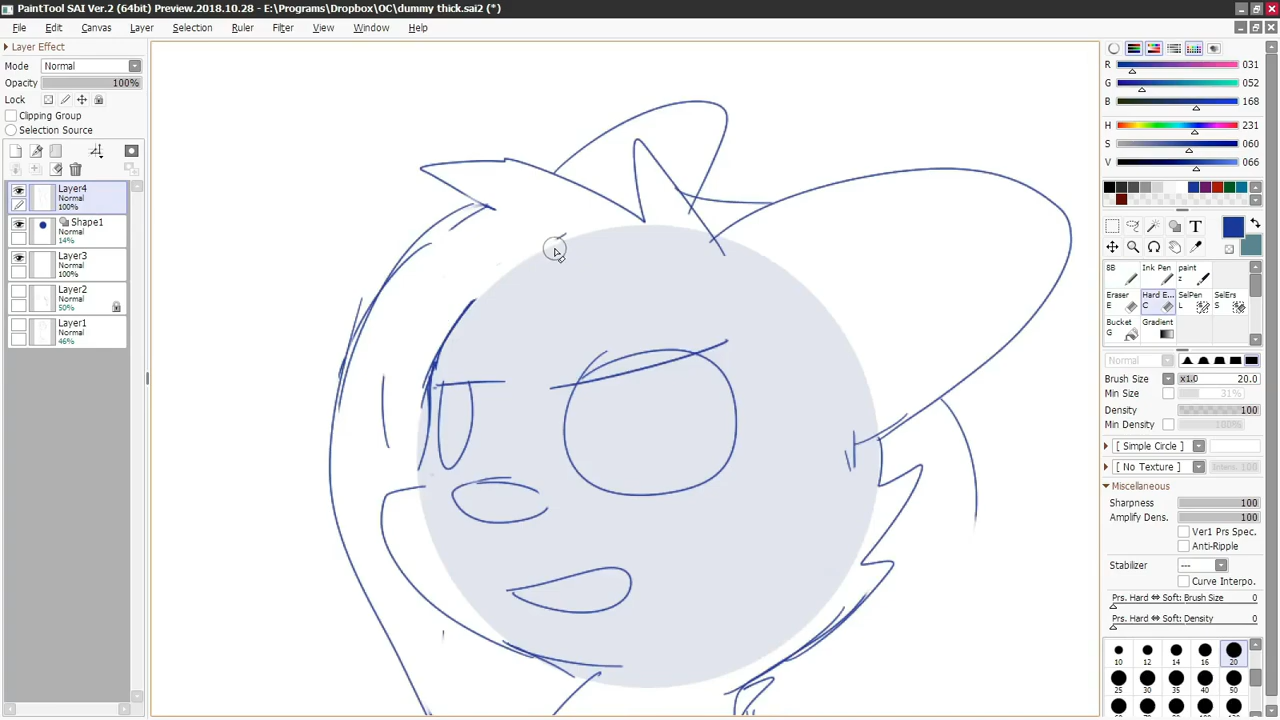 PaintTool SAI Ver.2 (64bit) Preview.2018.10.28 - E:\Programs\Dropbox\OC\dummy thick.sai2 (*)
File Edit Canvas Layer Selection Ruler Filter View Window Help
Layer Effect
Mode Normal
Opacity 100%
Lock
Clipping Group
Selection Source
Layer4
Normal
100%
Shape1
Normal
14%
Layer3
Normal
100%
Layer2
Normal
50%
Layer1
Normal
46%
R 031
G 052
B 168
H 231
S 060
V 066
T
8B Ink Pen paint
z
Eraser Hard E... SelPen SelErs
E C L S
Bucket Gradient
G
Normal
Brush Size x1.0 20.0
Min Size 31%
Density 100
Min Density 100%
[ Simple Circle ]
[ No Texture ] Intens. 100
Miscellaneous
Sharpness 100
Amplify Dens. 100
Ver1 Prs Spec.
Anti-Ripple
Stabilizer ---
Curve Interpo.
Prs. Hard ⇔ Soft: Brush Size 0
Prs. Hard ⇔ Soft: Density 0
10 12 14 16 20
25 30 35 40 50